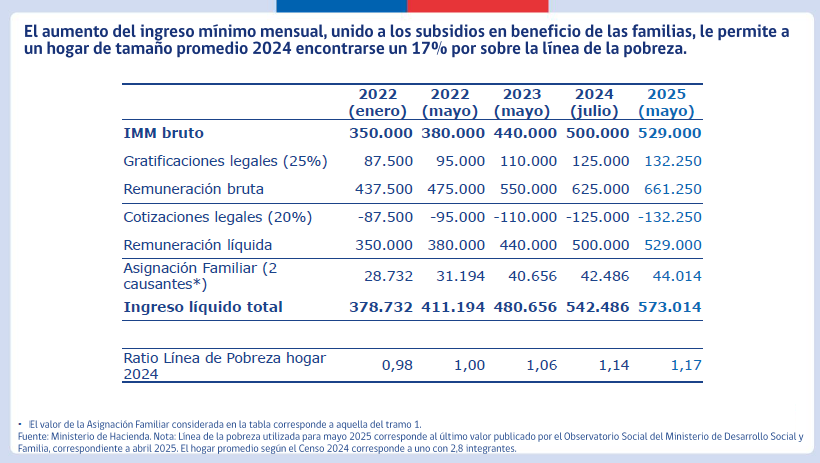 El aumento del ingreso mínimo mensual, unido a los subsidios en beneficio de las familias, le permite a
un hogar de tamaño promedio 2024 encontrarse un 17% por sobre la línea de la pobreza.
2022 2022 2023 2024 2025
(enero) (mayo) (mayo) (julio) (mayo)
IMM bruto 350.000 380.000 440.000 500.000 529.000
Gratificaciones legales (25%) 87.500 95.000 110.000 125.000 132.250
Remuneración bruta 437.500 475.000 550.000 625.000 661.250
Cotizaciones legales (20%) -87.500 -95.000 -110.000 -125.000 -132.250
Remuneración líquida 350.000 380.000 440.000 500.000 529.000
Asignación Familiar (2
causantes*) 28.732 31.194 40.656 42.486 44.014
Ingreso líquido total 378.732 411.194 480.656 542.486 573.014
Ratio Línea de Pobreza hogar
2024 0,98 1,00 1,06 1,14 1,17
• El valor de la Asignación Familiar considerada en la tabla corresponde a aquella del tramo 1.
Fuente: Ministerio de Hacienda. Nota: Línea de la pobreza utilizada para mayo 2025 corresponde al último valor publicado por el Observatorio Social del Ministerio de Desarrollo Social y
Familia, correspondiente a abril 2025. El hogar promedio según el Censo 2024 corresponde a uno con 2,8 integrantes.